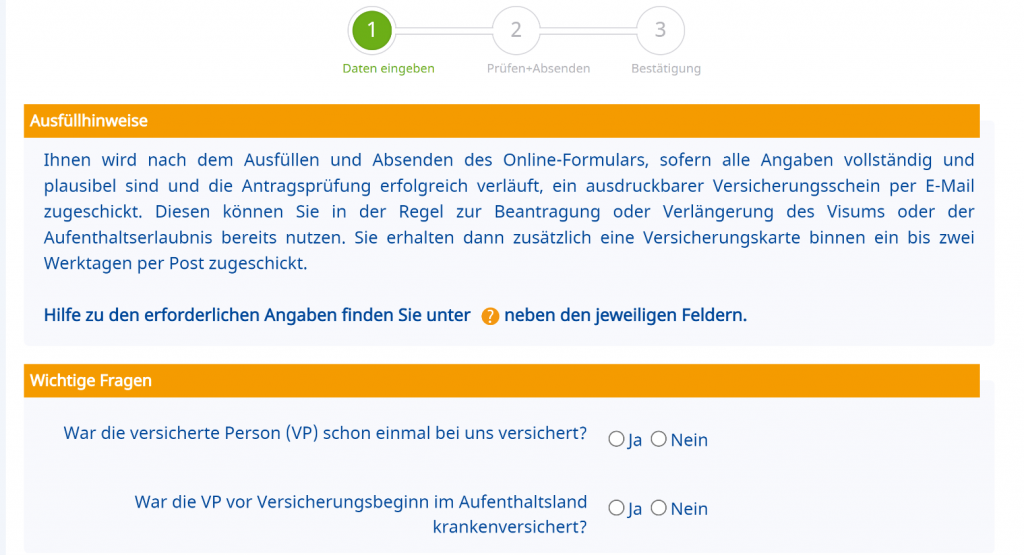 1 2 3
Daten eingeben Prüfen+Absenden Bestätigung
Ausfüllhinweise
Ihnen wird nach dem Ausfüllen und Absenden des Online-Formulars, sofern alle Angaben vollständig und
plausibel sind und die Antragsprüfung erfolgreich verläuft, ein ausdruckbarer Versicherungsschein per E-Mail
zugeschickt. Diesen können Sie in der Regel zur Beantragung oder Verlängerung des Visums oder der
Aufenthaltserlaubnis bereits nutzen. Sie erhalten dann zusätzlich eine Versicherungskarte binnen ein bis zwei
Werktagen per Post zugeschickt.
Hilfe zu den erforderlichen Angaben finden Sie unter ? neben den jeweiligen Feldern.
Wichtige Fragen
War die versicherte Person (VP) schon einmal bei uns versichert? Ja Nein
War die VP vor Versicherungsbeginn im Aufenthaltsland Ja Nein
krankenversichert?